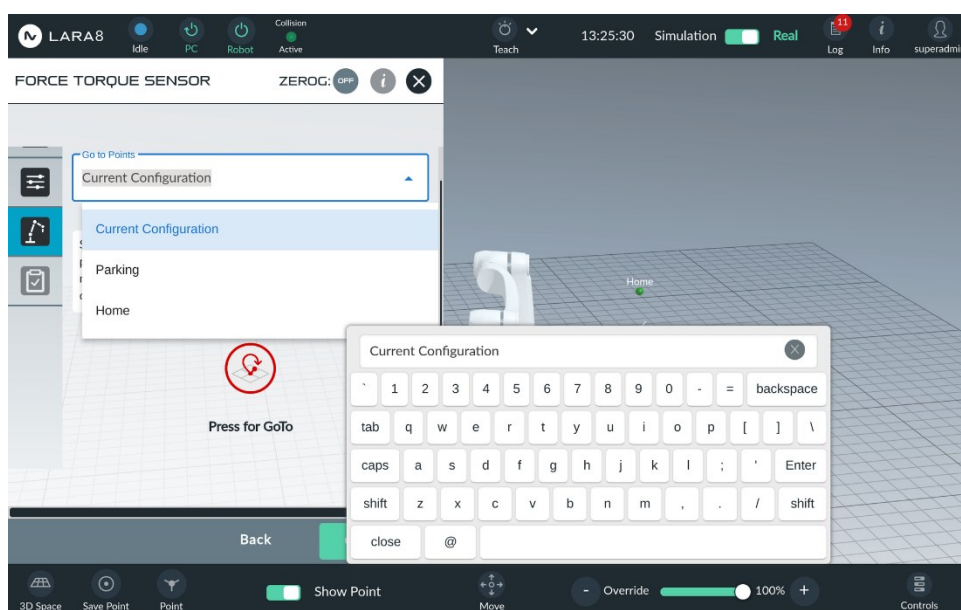 LARA8
Idle
PC
Robot
Collision
Active
Teach
13:25:30
Simulation
Real
11
Log
i
Info
superadmi
FORCE TORQUE SENSOR
ZEROG: OFF
i
Go to Points
Current Configuration
Current Configuration
Parking
Home
Home
Press for GoTo
Current Configuration
` 1 2 3 4 5 6 7 8 9 0 - = backspace
tab q w e r t y u i o p [ ] \
caps a s d f g h j k l ; ' Enter
shift z x c v b n m , . / shift
close @
Back
3D Space
Save Point
Point
Show Point
Move
- Override 100% +
Controls